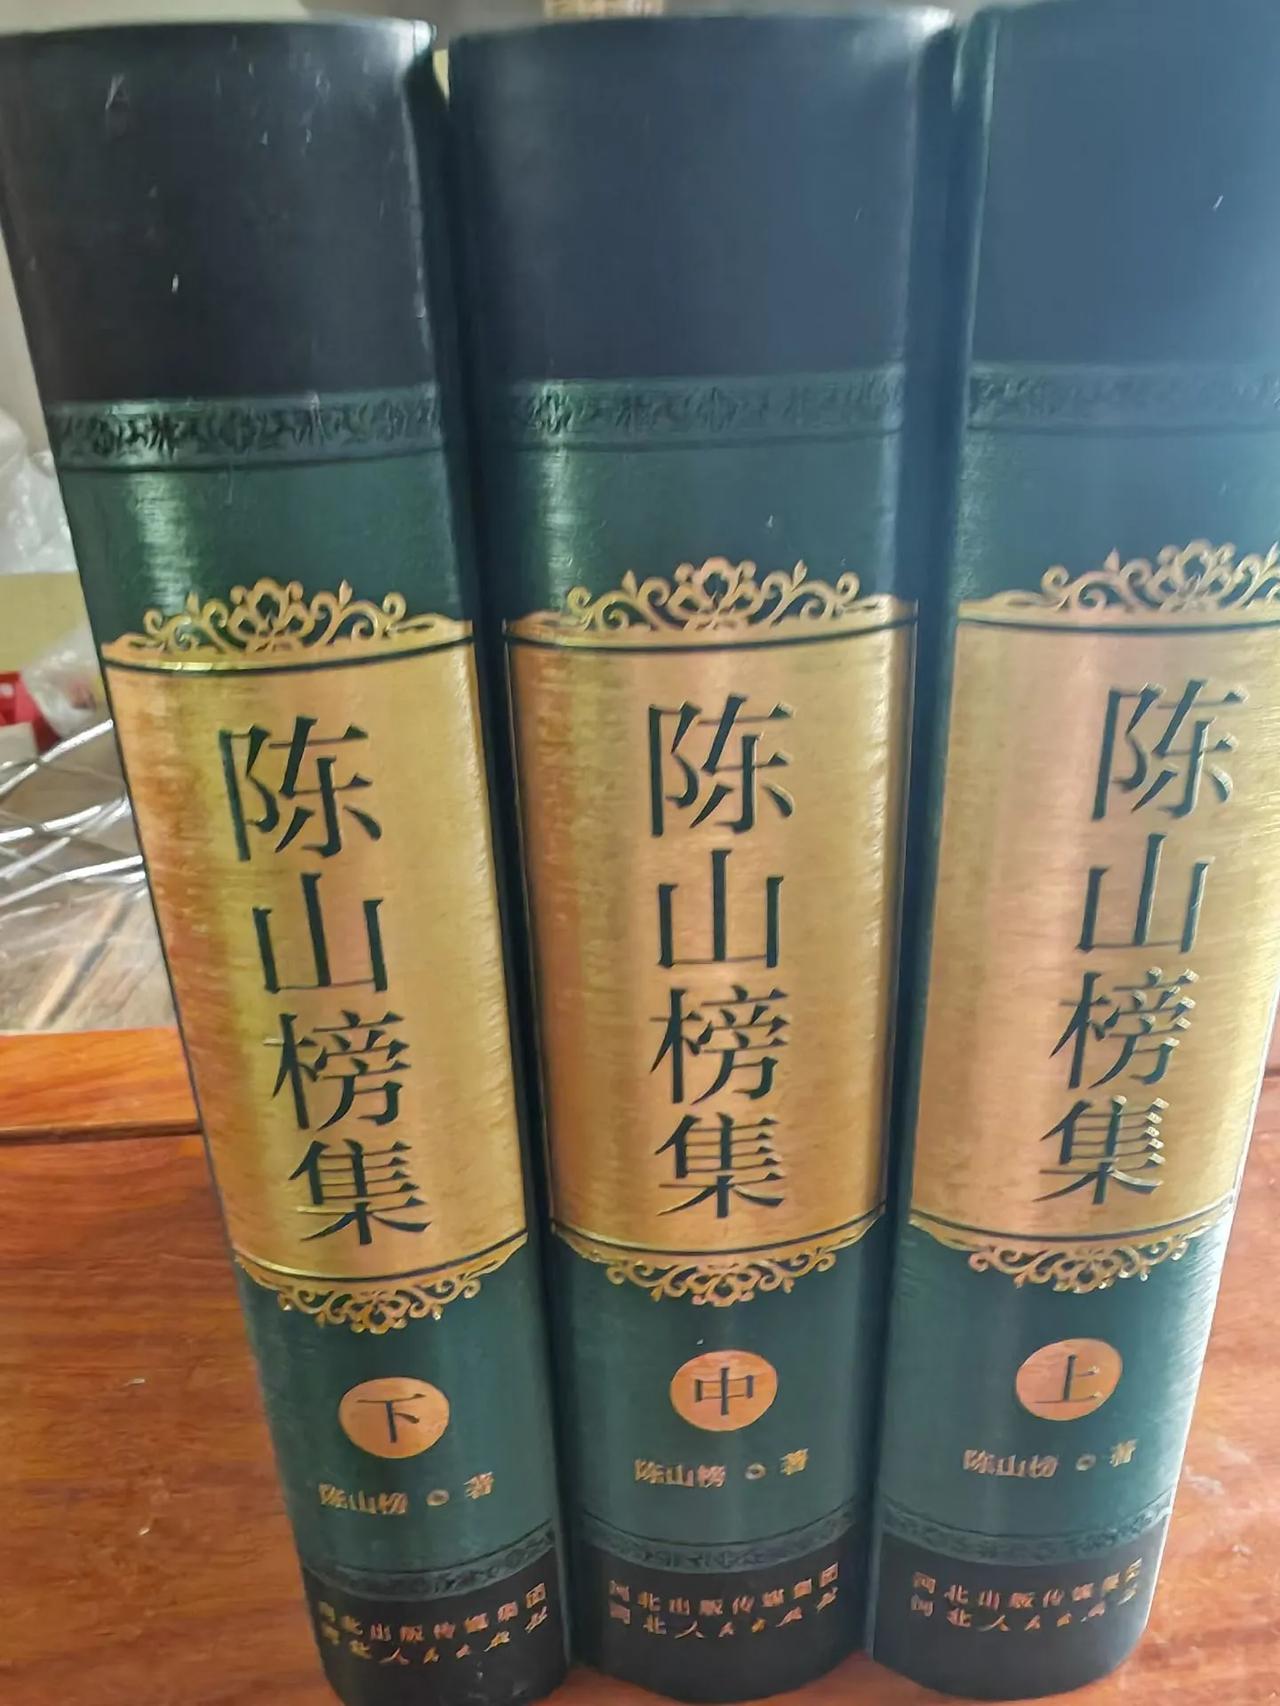 陈山榜集
下
陈山榜 ○ 著
河北出版传媒集团
河北人民出版社
陈山榜集
中
陈山榜 ○ 著
河北出版传媒集团
河北人民出版社
陈山榜集
上
陈山榜 ○ 著
河北出版传媒集团
河北人民出版社